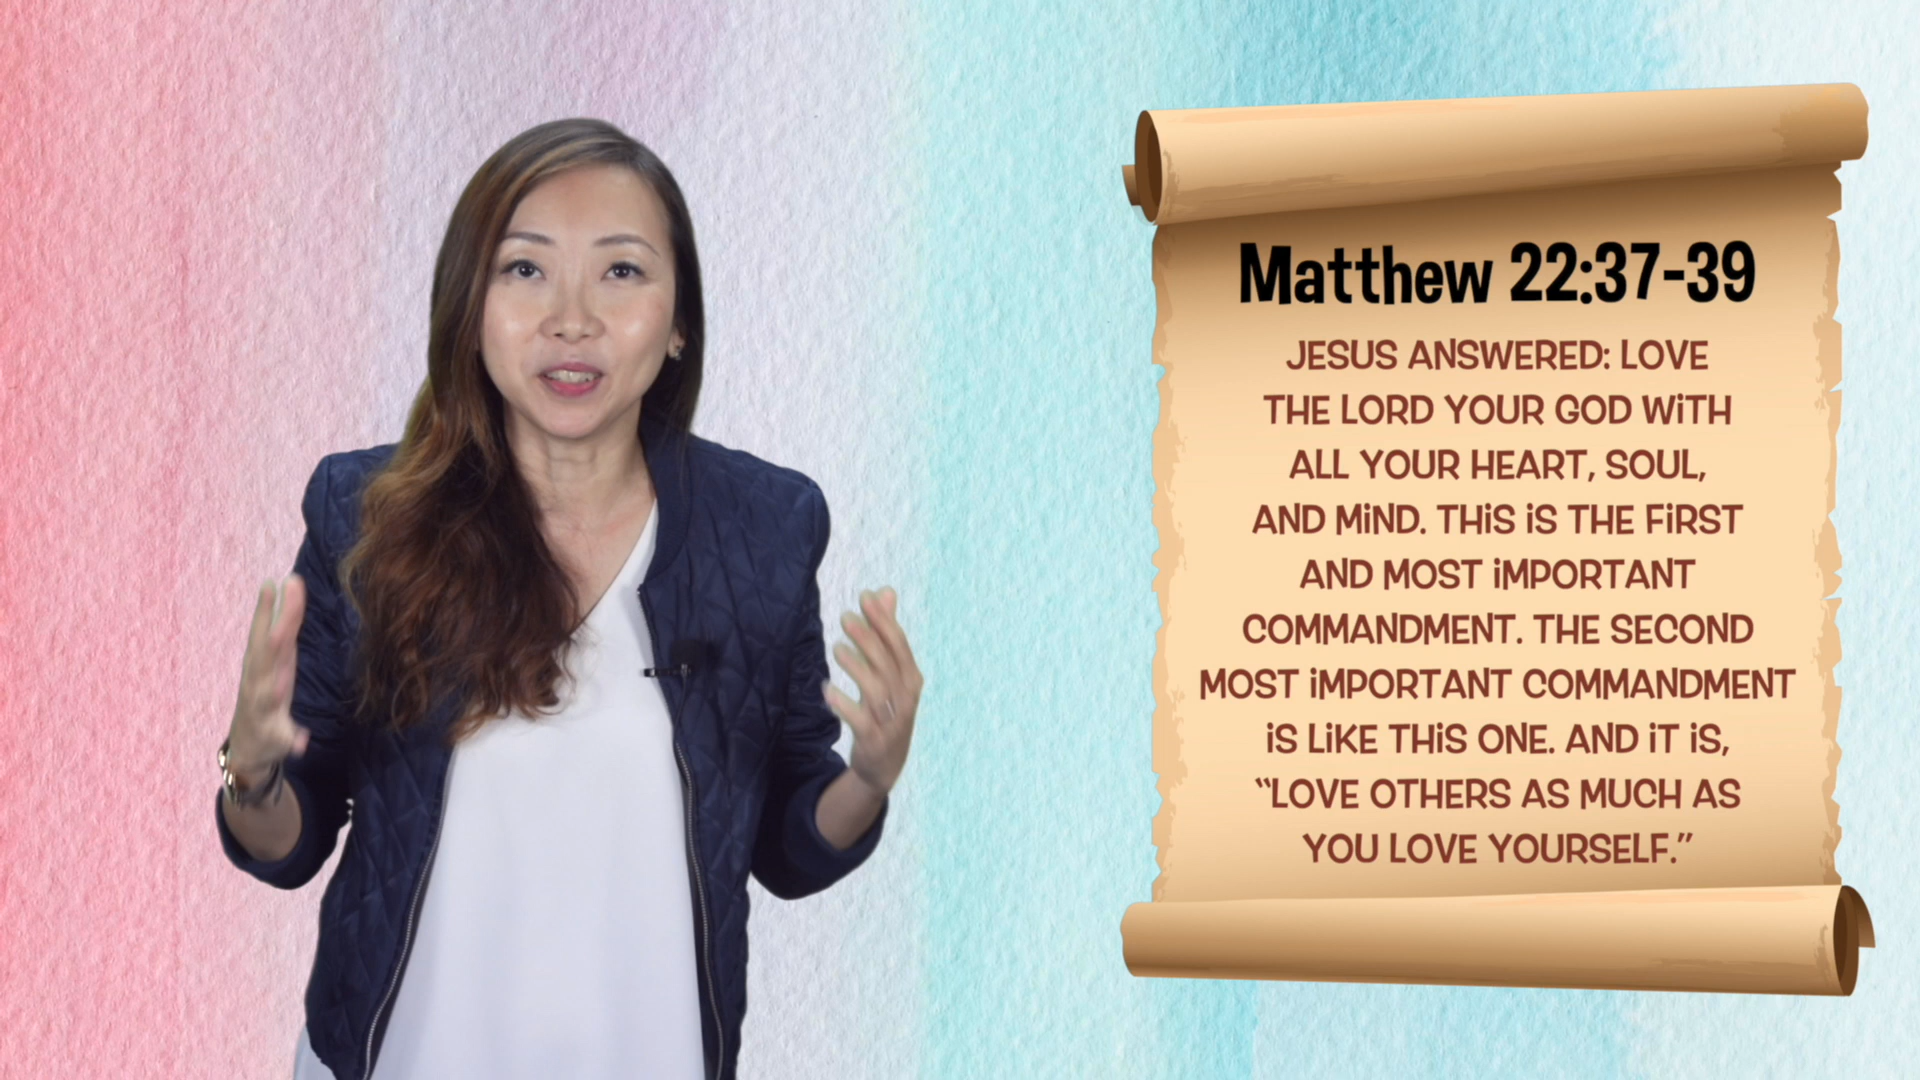 Matthew 22:37-39
JESUS ANSWERED: LOVE
THE LORD YOUR GOD WiTH
ALL YOUR HEART, SOUL,
AND MiND. THiS iS THE FiRST
AND MOST iMPORTANT
COMMANDMENT. THE SECOND
MOST iMPORTANT COMMANDMENT
iS LiKE THiS ONE. AND iT iS,
“LOVE OTHERS AS MUCH AS
YOU LOVE YOURSELF.”